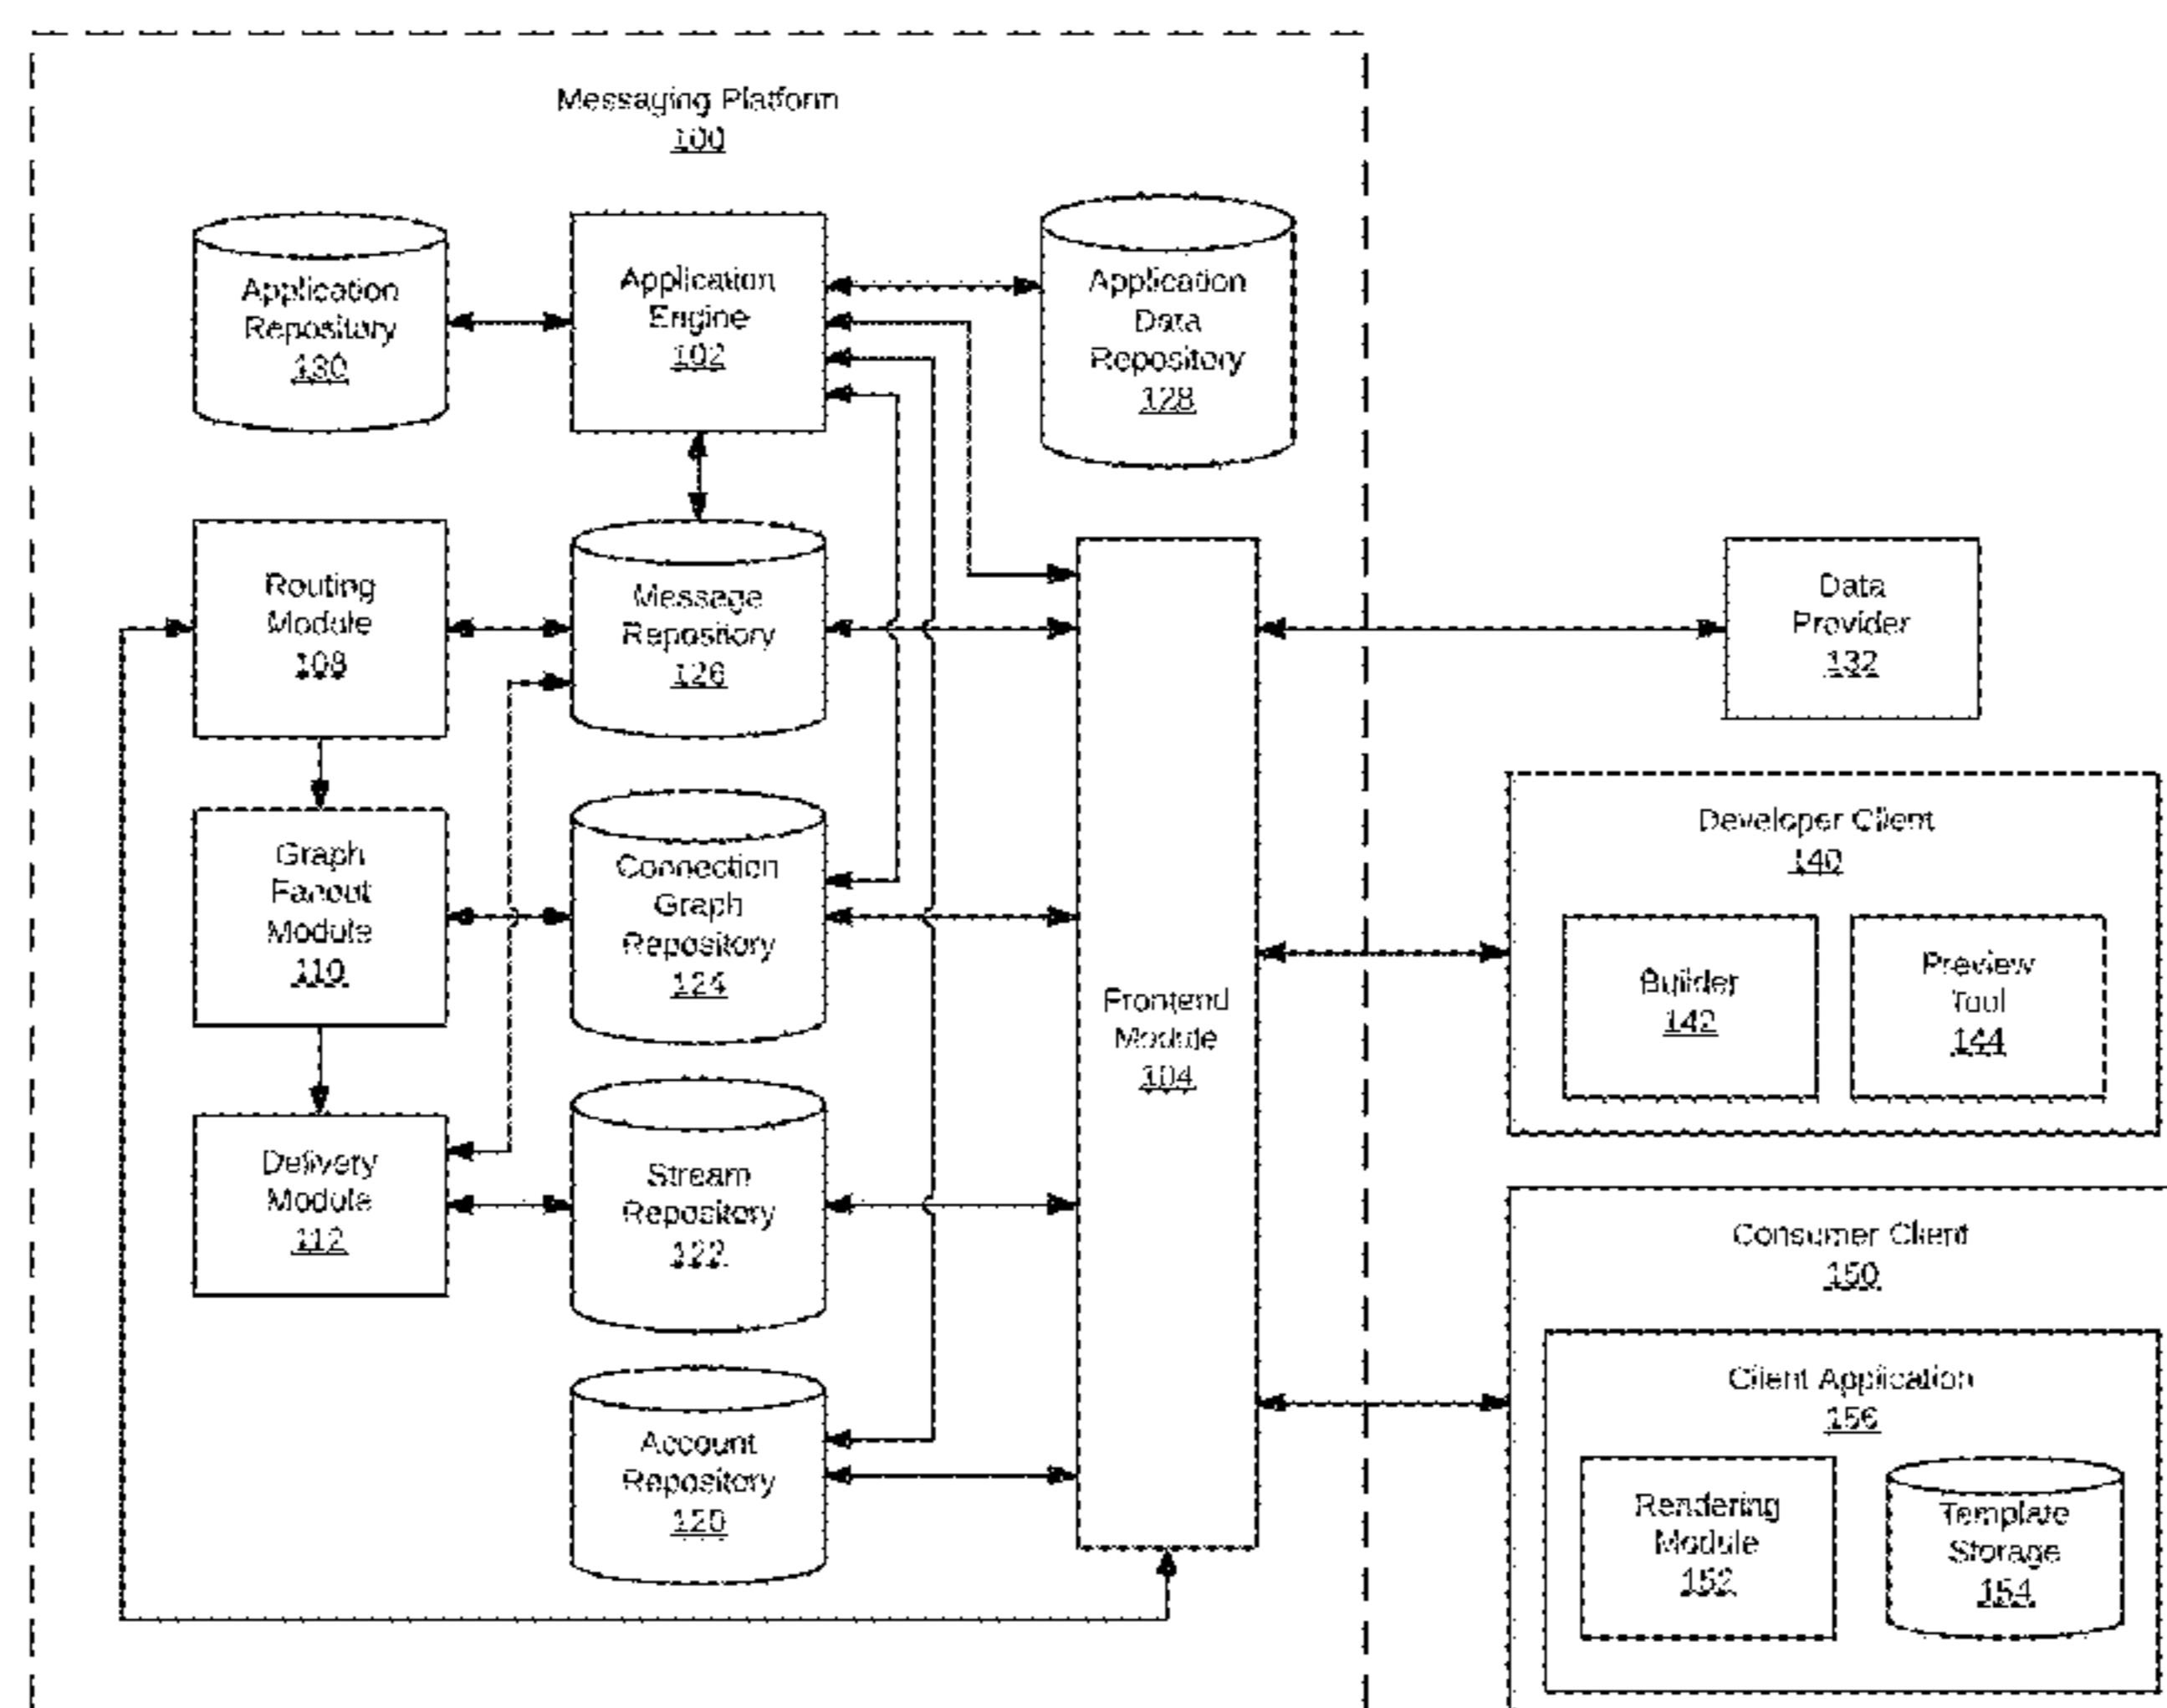 Messaging Platform
100
Application
Repository
130
Application
Engine
102
Application
Data
Repository
128
Routing
Module
108
Message
Repository
126
Data
Provider
132
Graph
Fanout
Module
110
Connection
Graph
Repository
124
Frontend
Module
104
Developer Client
140
Builder
142
Preview
Tool
144
Delivery
Module
112
Stream
Repository
122
Consumer Client
150
Client Application
156
Account
Repository
120
Rendering
Module
152
Template
Storage
154